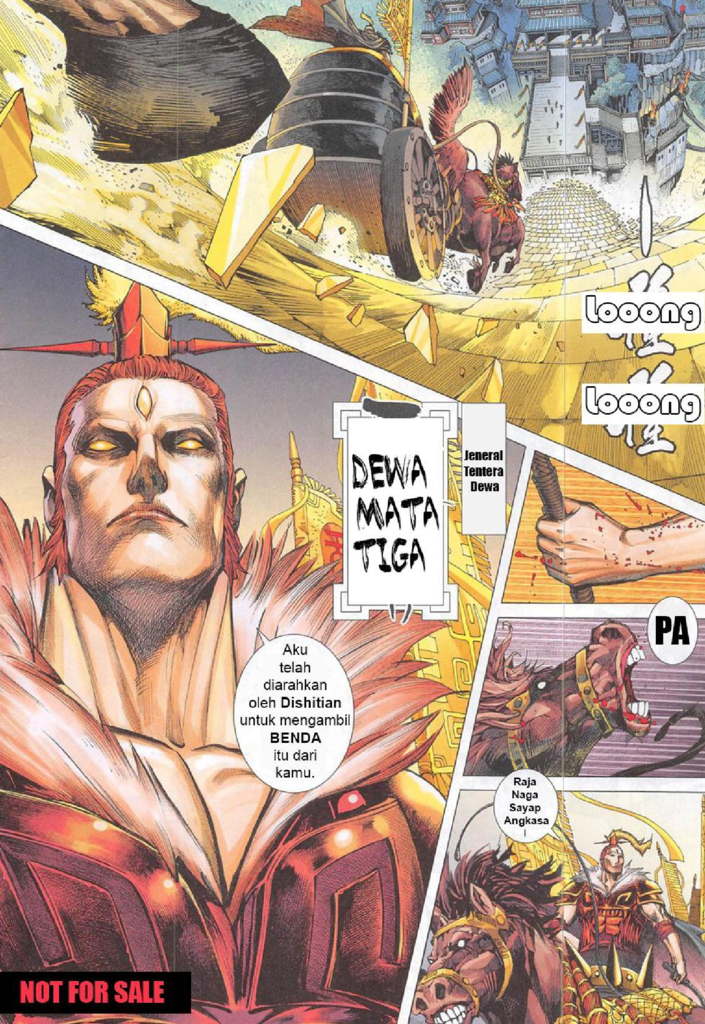 Looong
Looong
Jeneral
Tentera
Dewa
DEWA
MATA
TIGA
Aku
telah
diarahkan
oleh Dishitian
untuk mengambil
BENDA
itu dari
kamu.
PA
Raja
Naga
Sayap
Angkasa
!
NOT FOR SALE